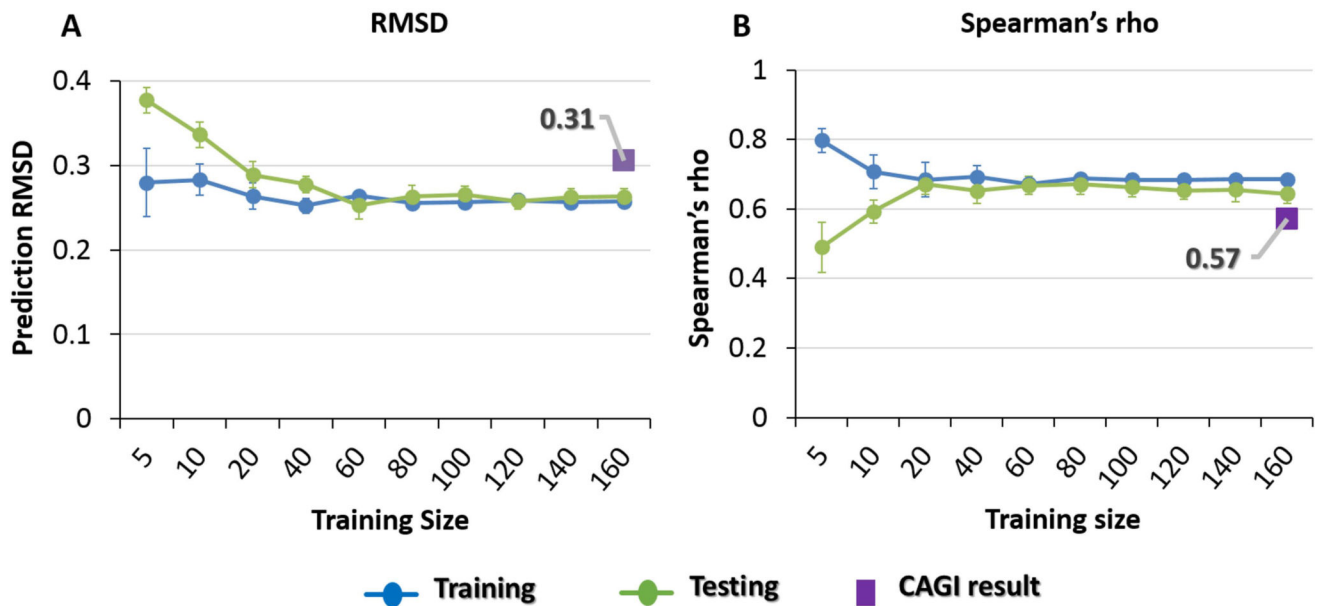 A RMSD
Prediction RMSD
0.4
0.3
0.2
0.1
0
0.31
5 10 20 40 60 80 100 120 140 160
Training Size
B Spearman's rho
Spearman's rho
1
0.8
0.6
0.4
0.2
0
0.57
5 10 20 40 60 80 100 120 140 160
Training size
Training Testing CAGI result